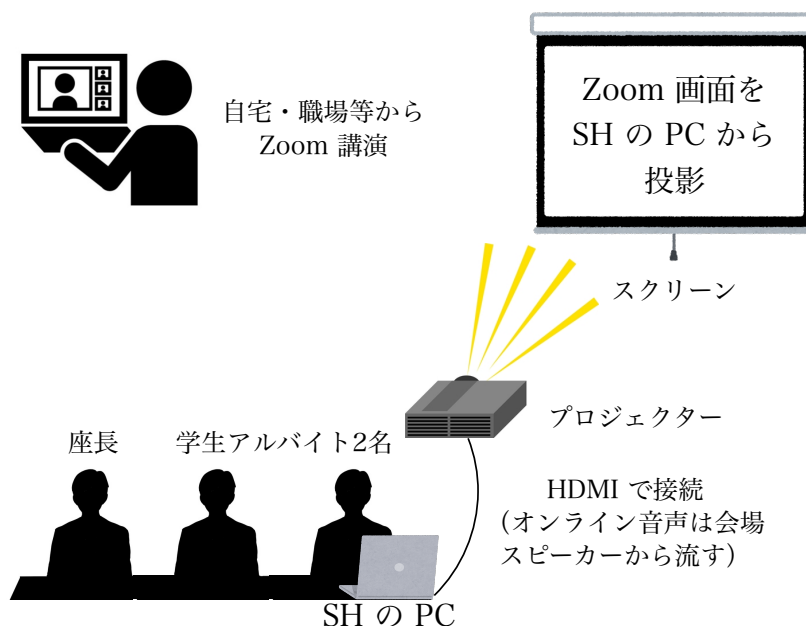 自宅・職場等から
Zoom 講演
Zoom 画面を
SH の PC から
投影
スクリーン
プロジェクター
座長
学生アルバイト2名
HDMI で接続
(オンライン音声は会場
スピーカーから流す)
SH の PC